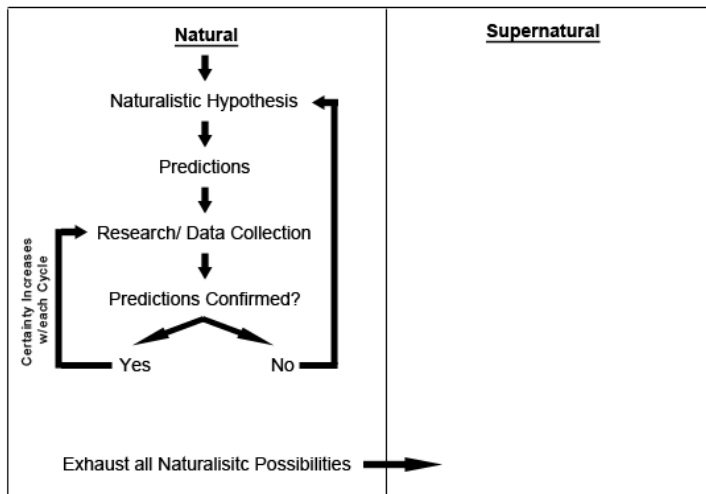 Natural
Supernatural
Naturalistic Hypothesis
Predictions
Research/ Data Collection
Certainty Increases
w/each Cycle
Predictions Confirmed?
Yes
No
Exhaust all Naturalisitc Possibilities